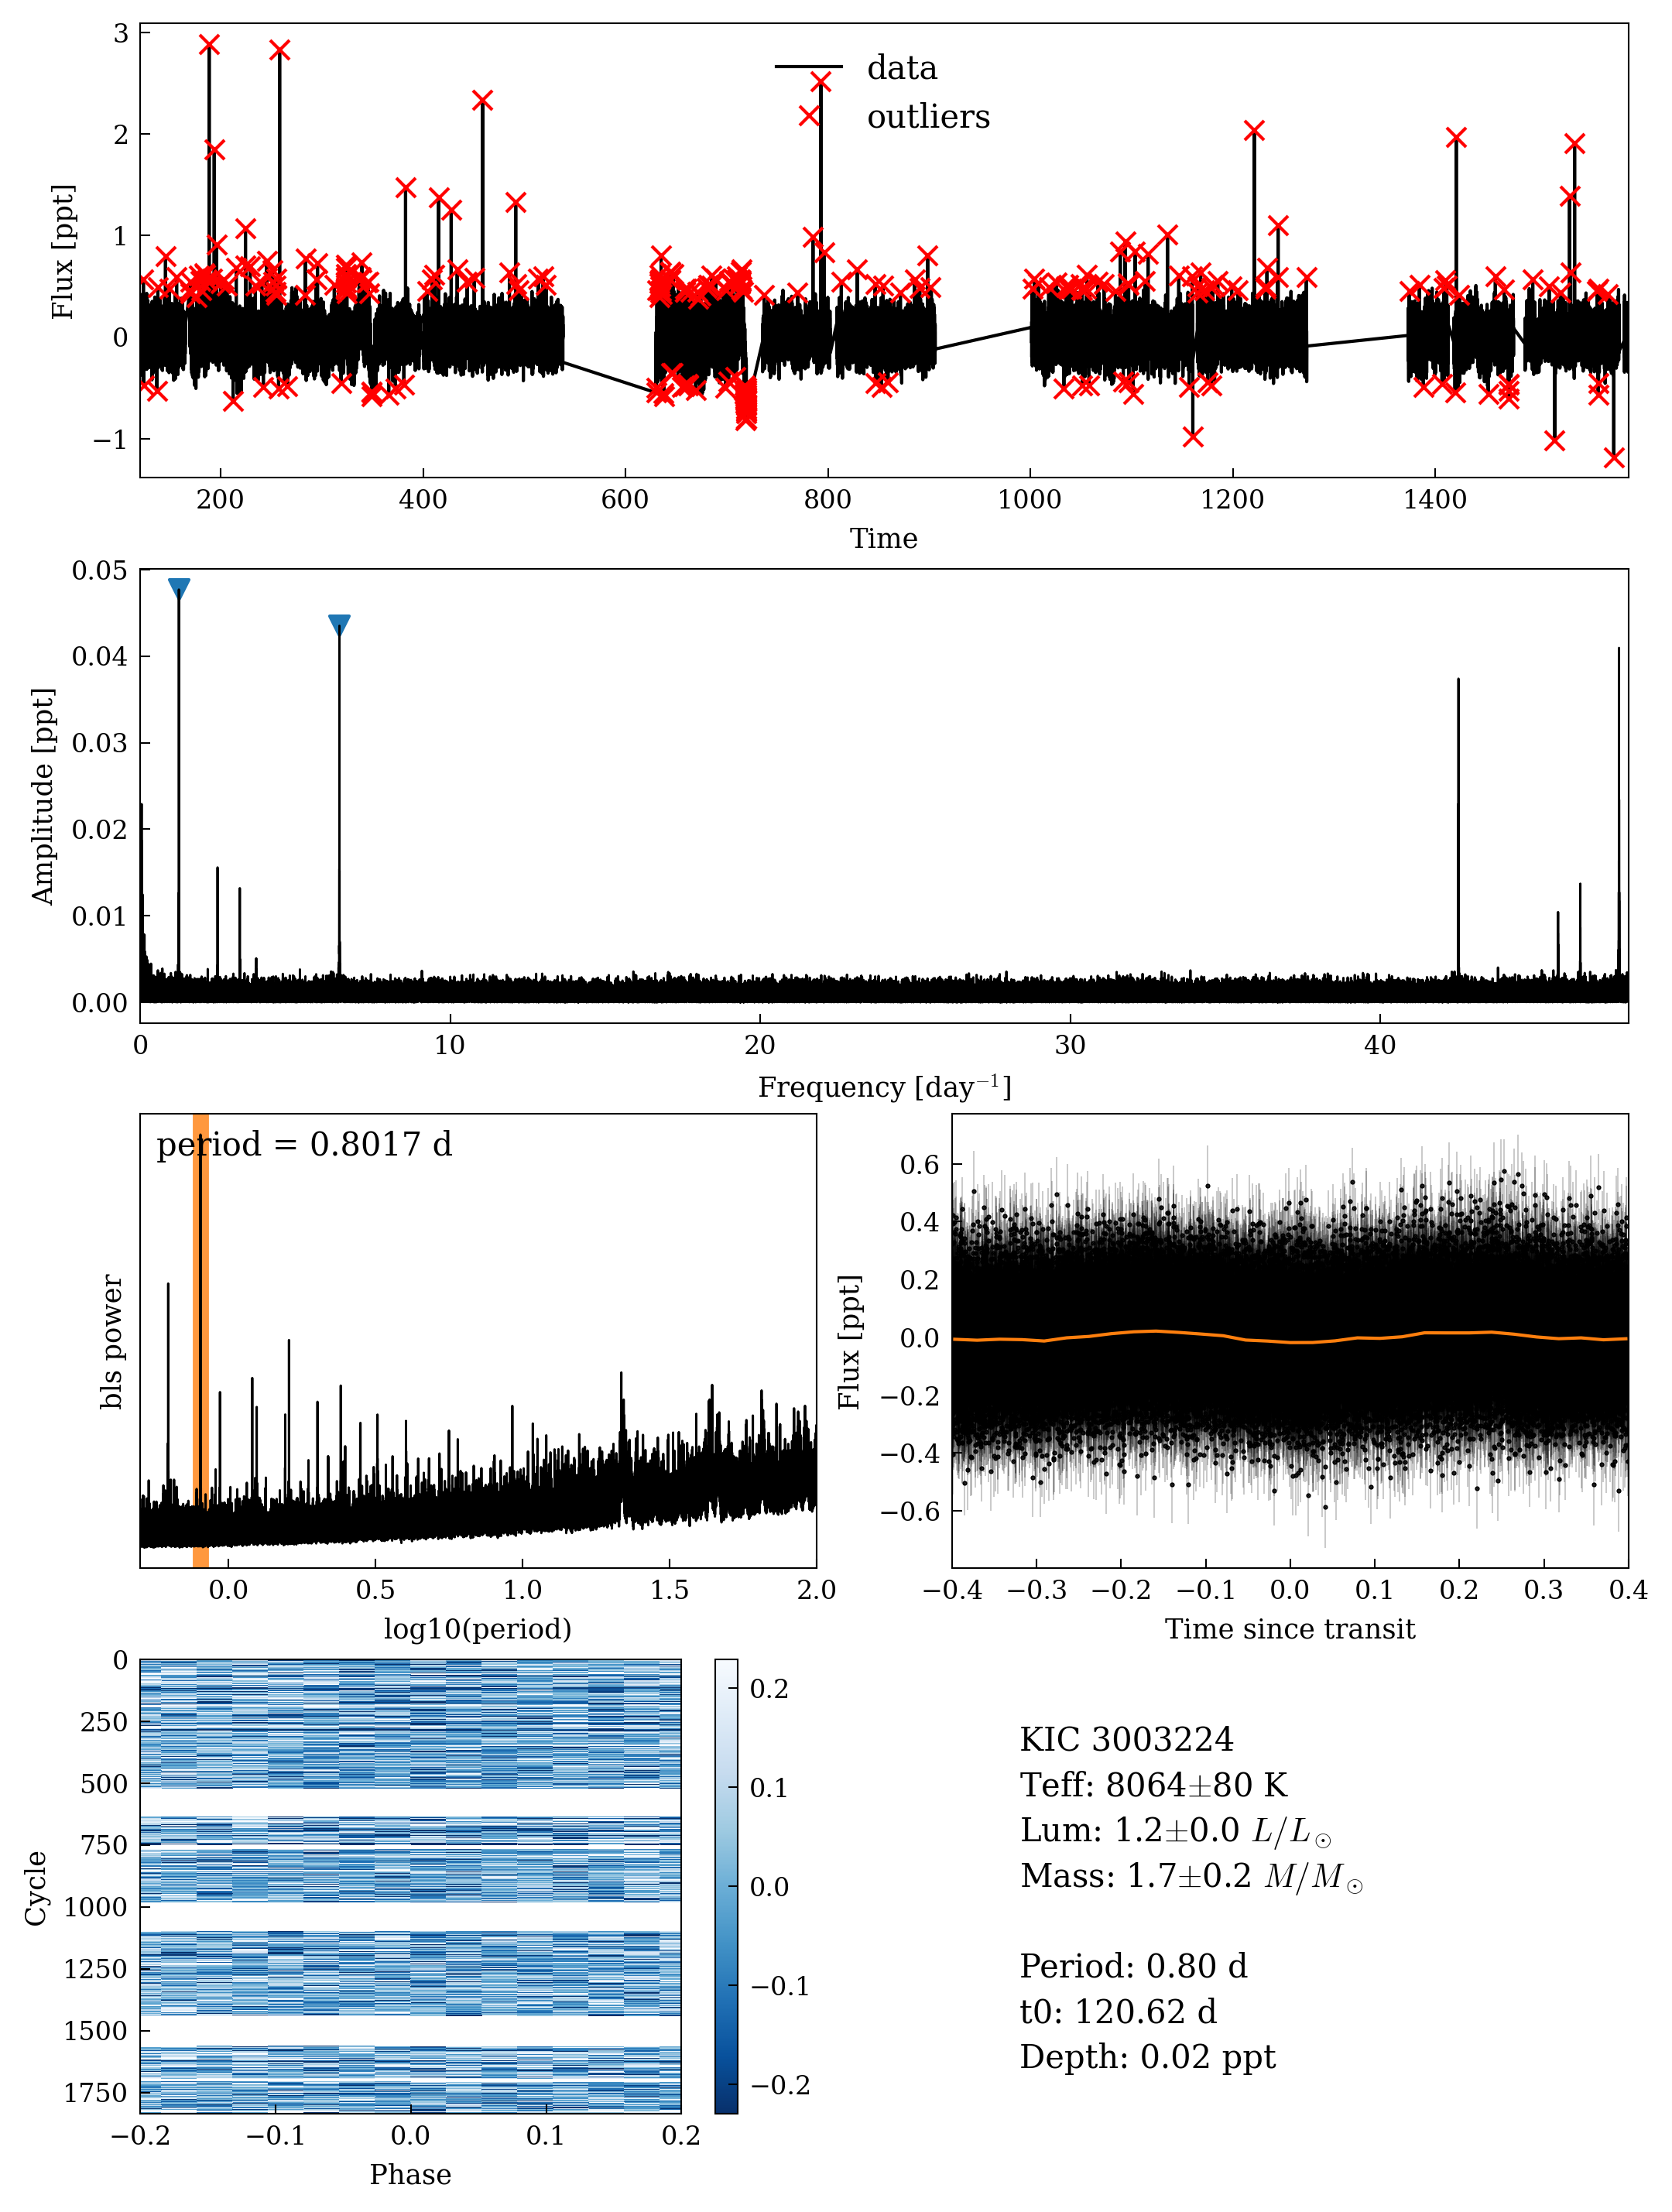 data
outliers
3
2
1
0
−1
Flux [ppt]
200 400 600 800 1000 1200 1400
Time
0.05
0.04
0.03
0.02
0.01
0.00
Amplitude [ppt]
0 10 20 30 40
Frequency [day⁻¹]
period = 0.8017 d
bls power
0.0 0.5 1.0 1.5 2.0
log10(period)
0.6
0.4
0.2
0.0
−0.2
−0.4
−0.6
Flux [ppt]
−0.4 −0.3 −0.2 −0.1 0.0 0.1 0.2 0.3 0.4
Time since transit
0
250
500
750
1000
1250
1500
1750
Cycle
−0.2 −0.1 0.0 0.1 0.2
Phase
0.2
0.1
0.0
−0.1
−0.2
KIC 3003224
Teff: 8064±80 K
Lum: 1.2±0.0 L/L☉
Mass: 1.7±0.2 M/M☉
Period: 0.80 d
t0: 120.62 d
Depth: 0.02 ppt